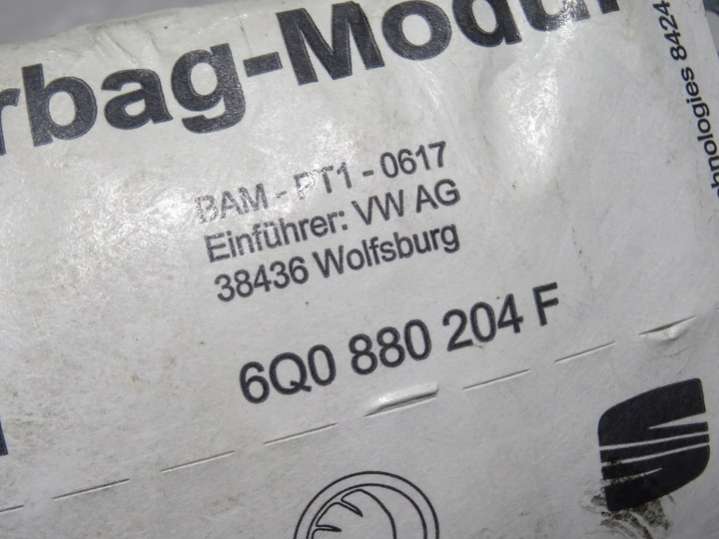 rbag-Modul
BAM - PT1 - 0617
Einführer: VW AG
38436 Wolfsburg
6Q0 880 204 F
hnologies 8424